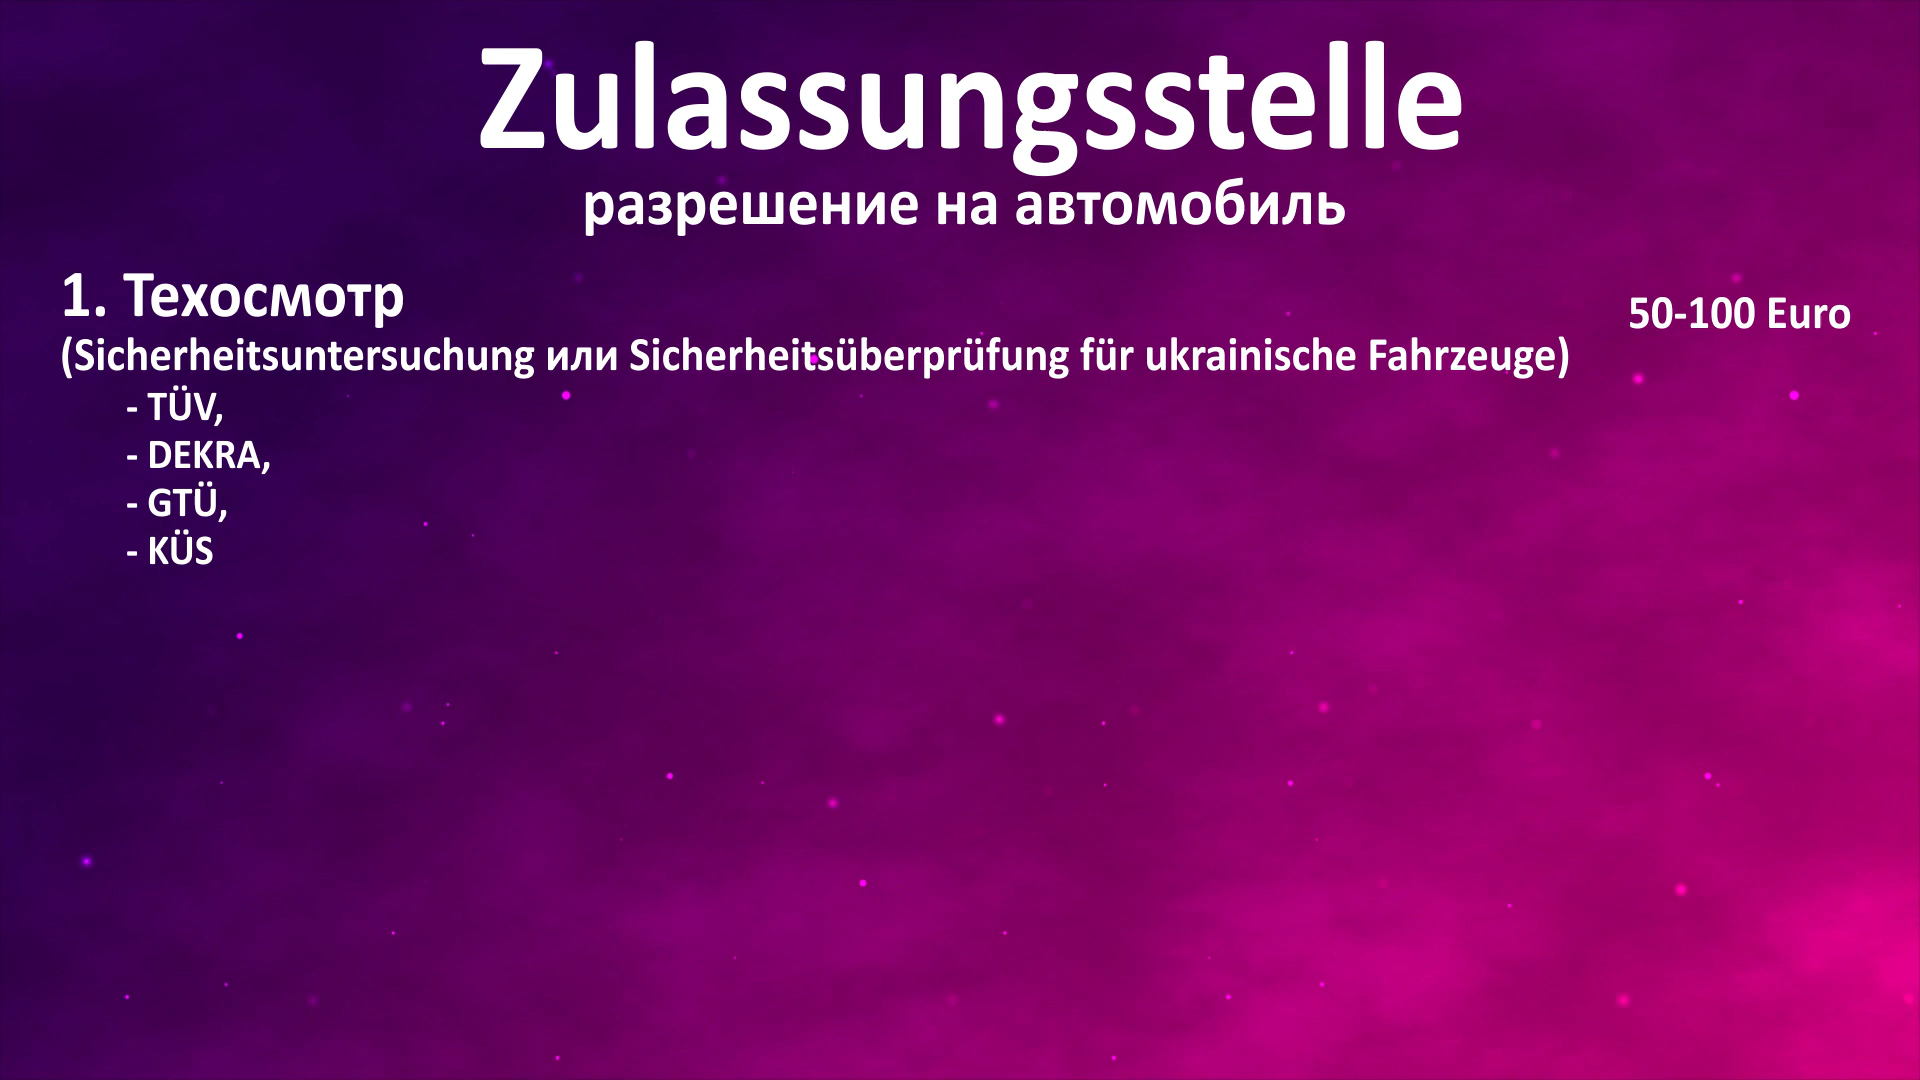 Zulassungsstelle
разрешение на автомобиль
1. Техосмотр
50-100 Euro
(Sicherheitsuntersuchung или Sicherheitsüberprüfung für ukrainische Fahrzeuge)
- TÜV,
- DEKRA,
- GTÜ,
- KÜS